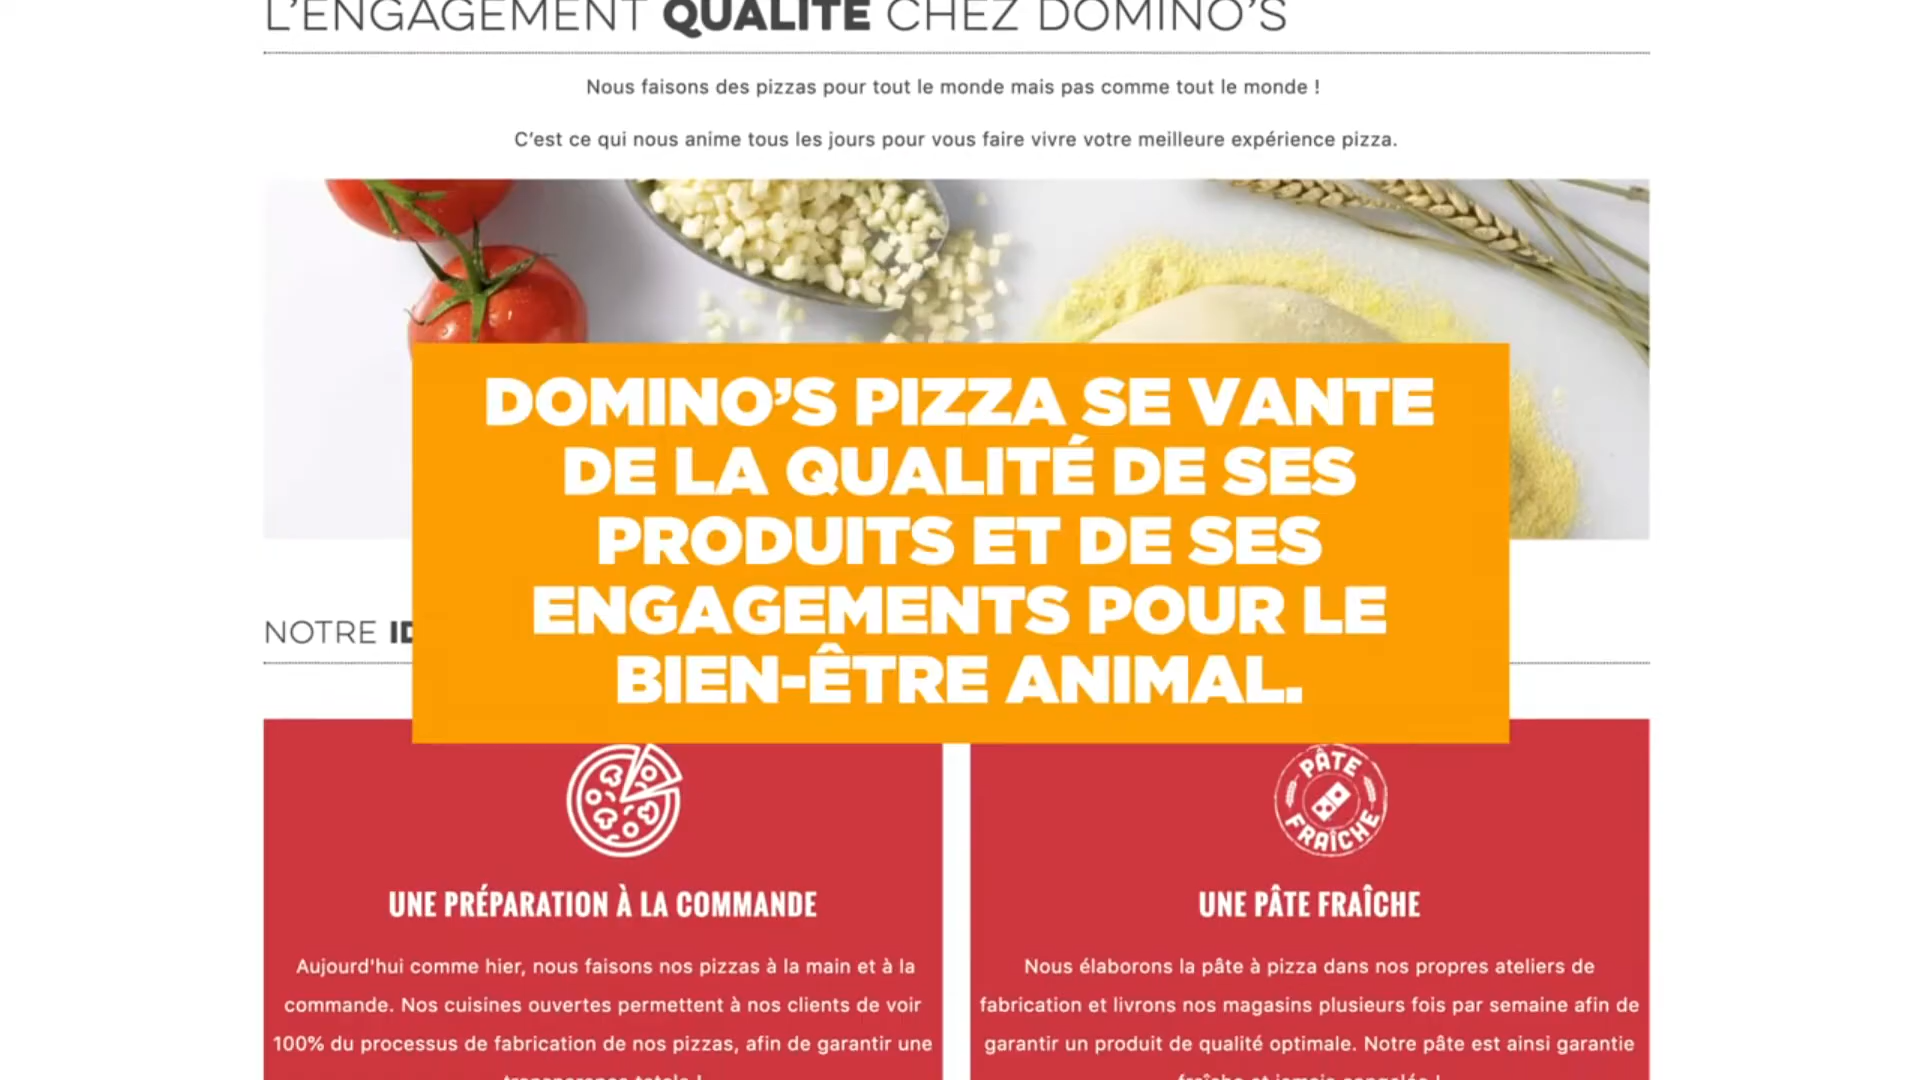 L'ENGAGEMENT QUALITÉ CHEZ DOMINO'S
Nous faisons des pizzas pour tout le monde mais pas comme tout le monde !
C'est ce qui nous anime tous les jours pour vous faire vivre votre meilleure expérience pizza.
DOMINO'S PIZZA SE VANTE
DE LA QUALITÉ DE SES
PRODUITS ET DE SES
ENGAGEMENTS POUR LE
BIEN-ÊTRE ANIMAL.
NOTRE
PÂTE
FRAÎCHE
UNE PRÉPARATION À LA COMMANDE
Aujourd'hui comme hier, nous faisons nos pizzas à la main et à la
commande. Nos cuisines ouvertes permettent à nos clients de voir
100% du processus de fabrication de nos pizzas, afin de garantir une
transparence totale !
UNE PÂTE FRAÎCHE
Nous élaborons la pâte à pizza dans nos propres ateliers de
fabrication et livrons nos magasins plusieurs fois par semaine afin de
garantir un produit de qualité optimale. Notre pâte est ainsi garantie
fraîche et jamais congelée !